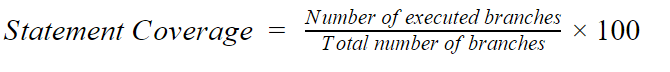 Statement Coverage = Number of executed branches / Total number of branches × 100